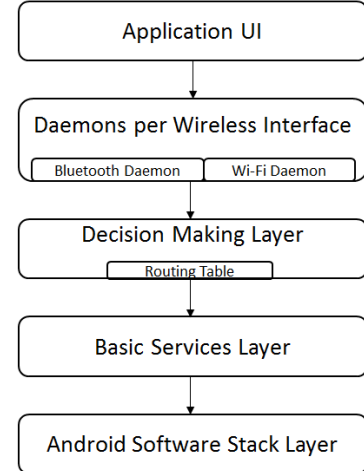 Application UI
Daemons per Wireless Interface
Bluetooth Daemon Wi-Fi Daemon
Decision Making Layer
Routing Table
Basic Services Layer
Android Software Stack Layer